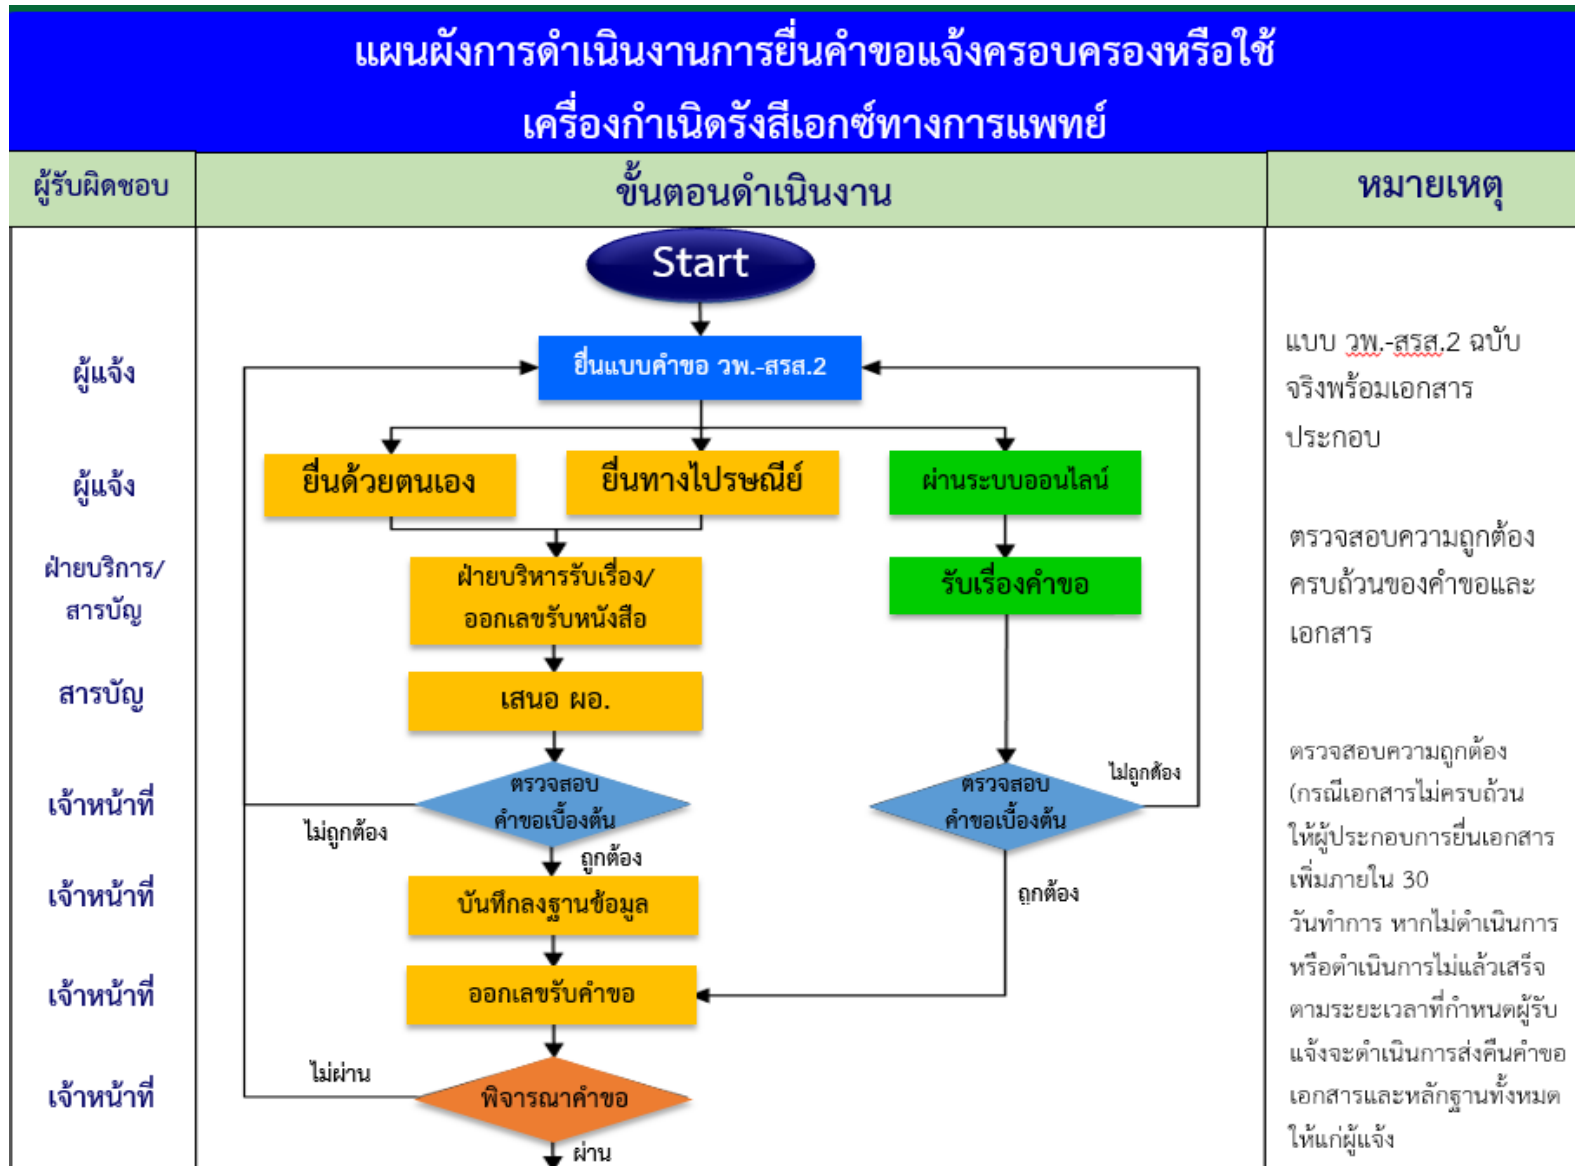 แผนผังการดำเนินงานการยื่นคำขอแจ้งครอบครองหรือใช้
เครื่องกำเนิดรังสีเอกซ์ทางการแพทย์
ผู้รับผิดชอบ
ขั้นตอนดำเนินงาน
หมายเหตุ
Start
ผู้แจ้ง
ยื่นแบบคำขอ วพ.-สรส.2
แบบ วพ.-สรส.2 ฉบับ
จริงพร้อมเอกสาร
ประกอบ
ผู้แจ้ง
ยื่นด้วยตนเอง
ยื่นทางไปรษณีย์
ผ่านระบบออนไลน์
ฝ่ายบริการ/
สารบัญ
ฝ่ายบริหารรับเรื่อง/
ออกเลขรับหนังสือ
รับเรื่องคำขอ
ตรวจสอบความถูกต้อง
ครบถ้วนของคำขอและ
เอกสาร
สารบัญ
เสนอ ผอ.
เจ้าหน้าที่
ตรวจสอบ
คำขอเบื้องต้น
ไม่ถูกต้อง
ถูกต้อง
ตรวจสอบ
คำขอเบื้องต้น
ไม่ถูกต้อง
ถูกต้อง
ตรวจสอบความถูกต้อง
(กรณีเอกสารไม่ครบถ้วน
ให้ผู้ประกอบการยื่นเอกสาร
เพิ่มภายใน 30
วันทำการ หากไม่ดำเนินการ
หรือดำเนินการไม่แล้วเสร็จ
ตามระยะเวลาที่กำหนดผู้รับ
แจ้งจะดำเนินการส่งคืนคำขอ
เอกสารและหลักฐานทั้งหมด
ให้แก่ผู้แจ้ง
เจ้าหน้าที่
บันทึกลงฐานข้อมูล
เจ้าหน้าที่
ออกเลขรับคำขอ
เจ้าหน้าที่
ไม่ผ่าน
พิจารณาคำขอ
ผ่าน